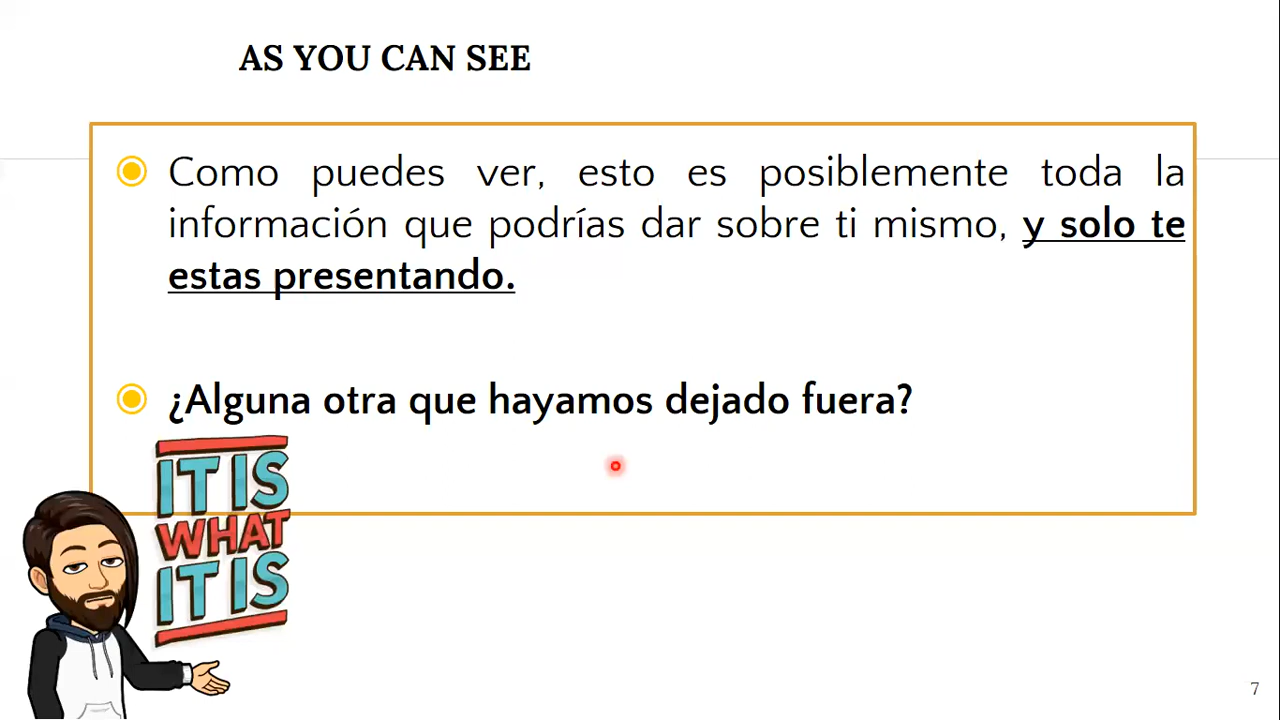 AS YOU CAN SEE
Como puedes ver, esto es posiblemente toda la
información que podrías dar sobre ti mismo, y solo te
estas presentando.
¿Alguna otra que hayamos dejado fuera?
IT IS
WHAT
IT IS
7